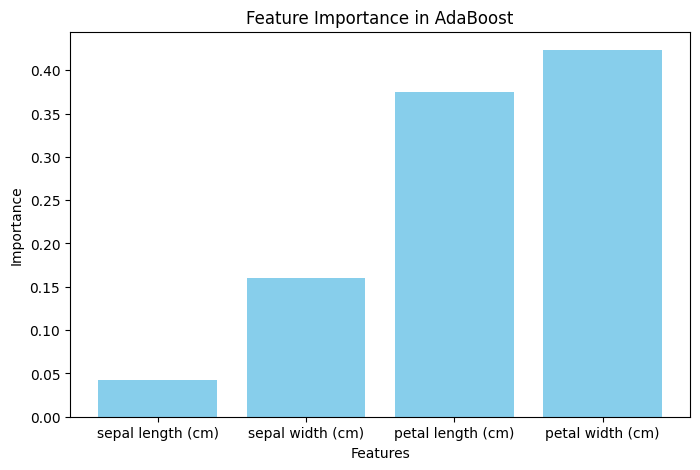 Feature Importance in AdaBoost
Importance
0.40
0.35
0.30
0.25
0.20
0.15
0.10
0.05
0.00
sepal length (cm)
sepal width (cm)
petal length (cm)
petal width (cm)
Features